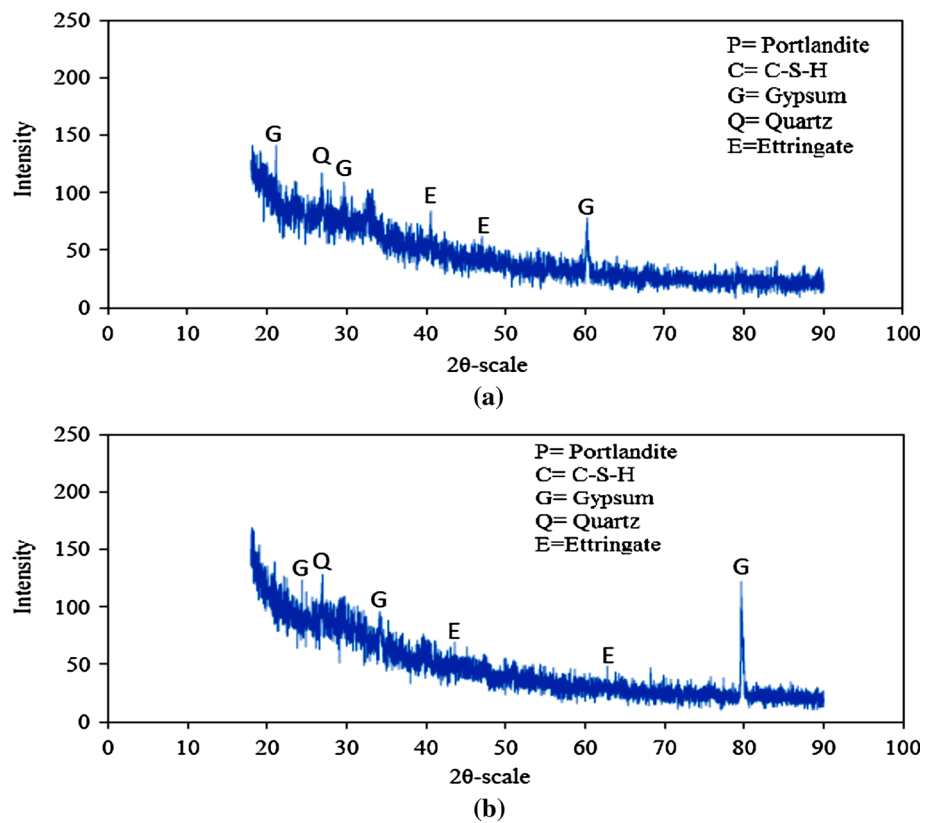 (a)
250
200
150
100
50
0
Intensity
P= Portlandite
C= C-S-H
G= Gypsum
Q= Quartz
E=Ettringate
G
Q
G
E
E
G
0 10 20 30 40 50 60 70 80 90 100
2θ-scale
(a)
250
200
150
100
50
0
Intensity
P= Portlandite
C= C-S-H
G= Gypsum
Q= Quartz
E=Ettringate
G
Q
G
E
E
G
0 10 20 30 40 50 60 70 80 90 100
2θ-scale
(b)